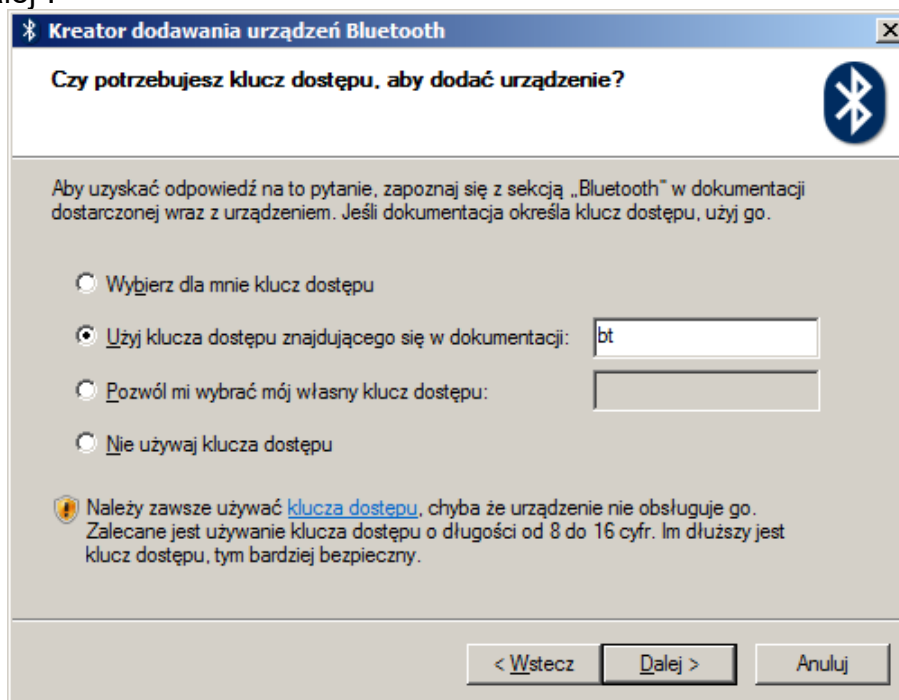 Kreator dodawania urządzeń Bluetooth
Czy potrzebujesz klucz dostępu, aby dodać urządzenie?
Aby uzyskać odpowiedź na to pytanie, zapoznaj się z sekcją „Bluetooth” w dokumentacji
dostarczonej wraz z urządzeniem. Jeśli dokumentacja określa klucz dostępu, użyj go.
Wybierz dla mnie klucz dostępu
Użyj klucza dostępu znajdującego się w dokumentacji: bt
Pozwól mi wybrać mój własny klucz dostępu:
Nie używaj klucza dostępu
Należy zawsze używać klucza dostępu, chyba że urządzenie nie obsługuje go.
Zalecane jest używanie klucza dostępu o długości od 8 do 16 cyfr. Im dłuższy jest
klucz dostępu, tym bardziej bezpieczny.
< Wstecz Dalej > Anuluj